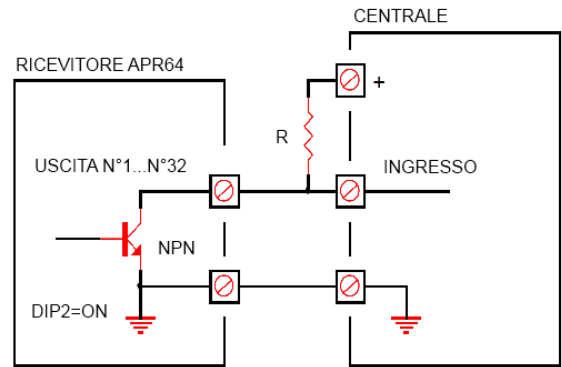 CENTRALE
RICEVITORE APR64
+
R
USCITA N°1...N°32
INGRESSO
NPN
DIP2=ON